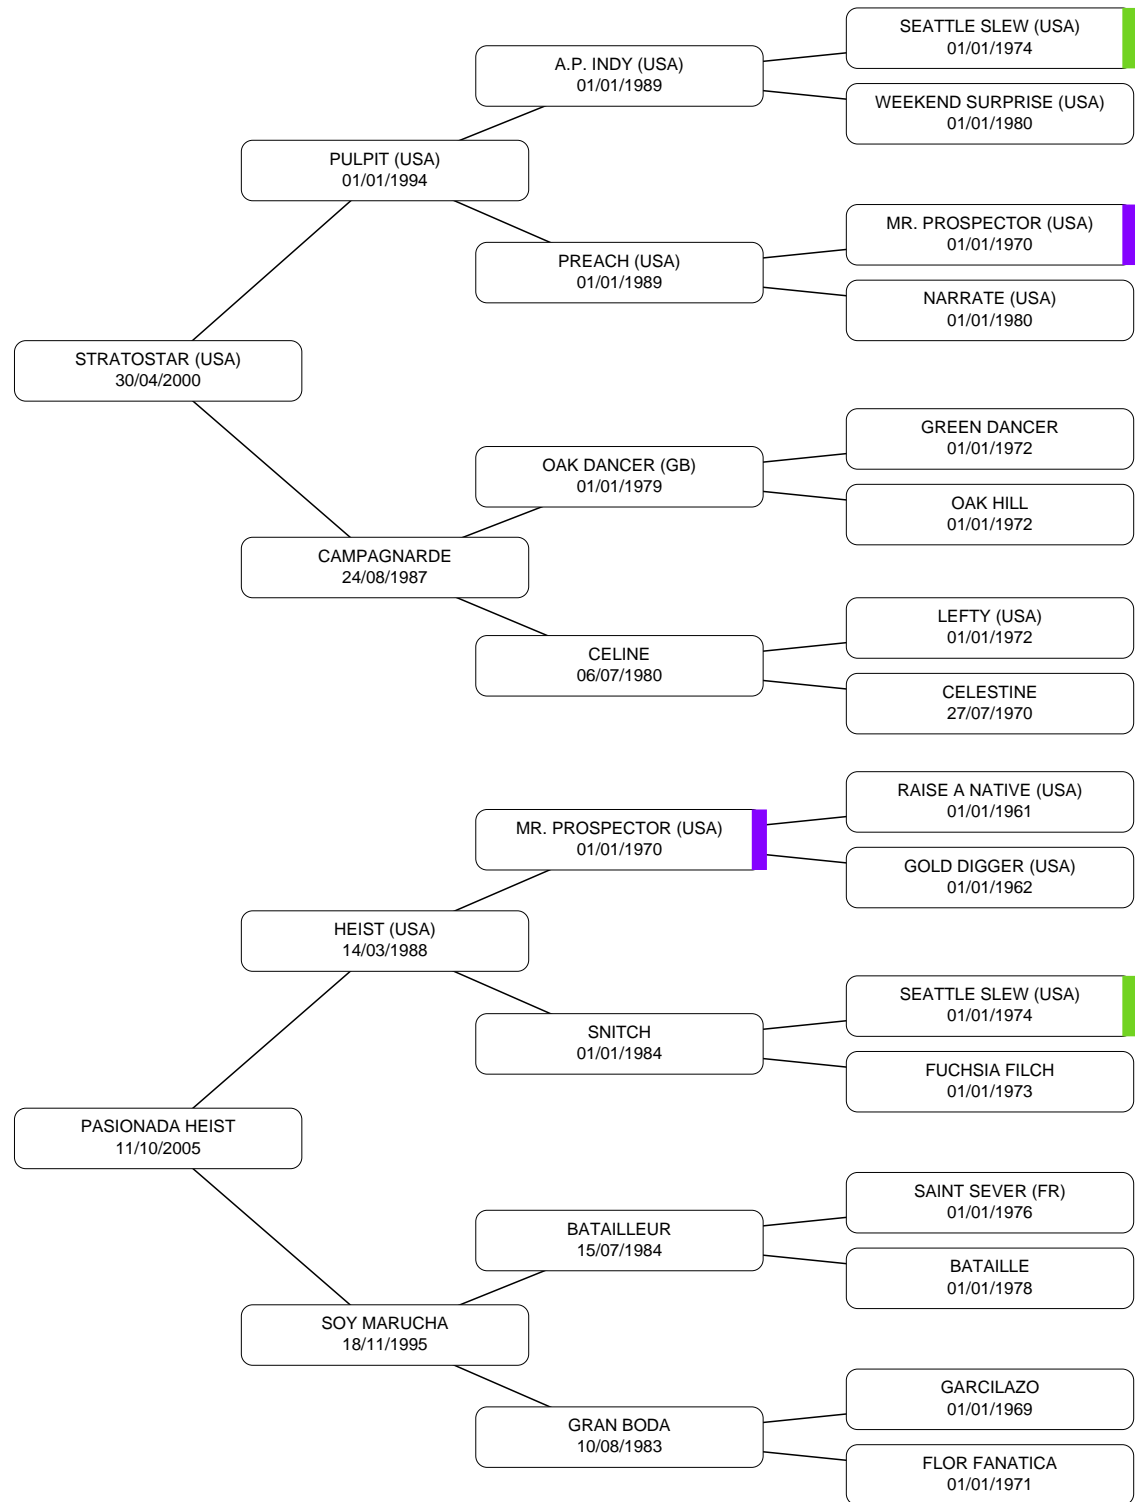 SEATTLE SLEW (USA)
01/01/1974
A.P. INDY (USA)
01/01/1989
WEEKEND SURPRISE (USA)
01/01/1980
PULPIT (USA)
01/01/1994
MR. PROSPECTOR (USA)
01/01/1970
PREACH (USA)
01/01/1989
NARRATE (USA)
01/01/1980
STRATOSTAR (USA)
30/04/2000
GREEN DANCER
01/01/1972
OAK DANCER (GB)
01/01/1979
OAK HILL
01/01/1972
CAMPAGNARDE
24/08/1987
LEFTY (USA)
01/01/1972
CELINE
06/07/1980
CELESTINE
27/07/1970
RAISE A NATIVE (USA)
01/01/1961
MR. PROSPECTOR (USA)
01/01/1970
GOLD DIGGER (USA)
01/01/1962
HEIST (USA)
14/03/1988
SEATTLE SLEW (USA)
01/01/1974
SNITCH
01/01/1984
FUCHSIA FILCH
01/01/1973
PASIONADA HEIST
11/10/2005
SAINT SEVER (FR)
01/01/1976
BATAILLEUR
15/07/1984
BATAILLE
01/01/1978
SOY MARUCHA
18/11/1995
GARCILAZO
01/01/1969
GRAN BODA
10/08/1983
FLOR FANATICA
01/01/1971